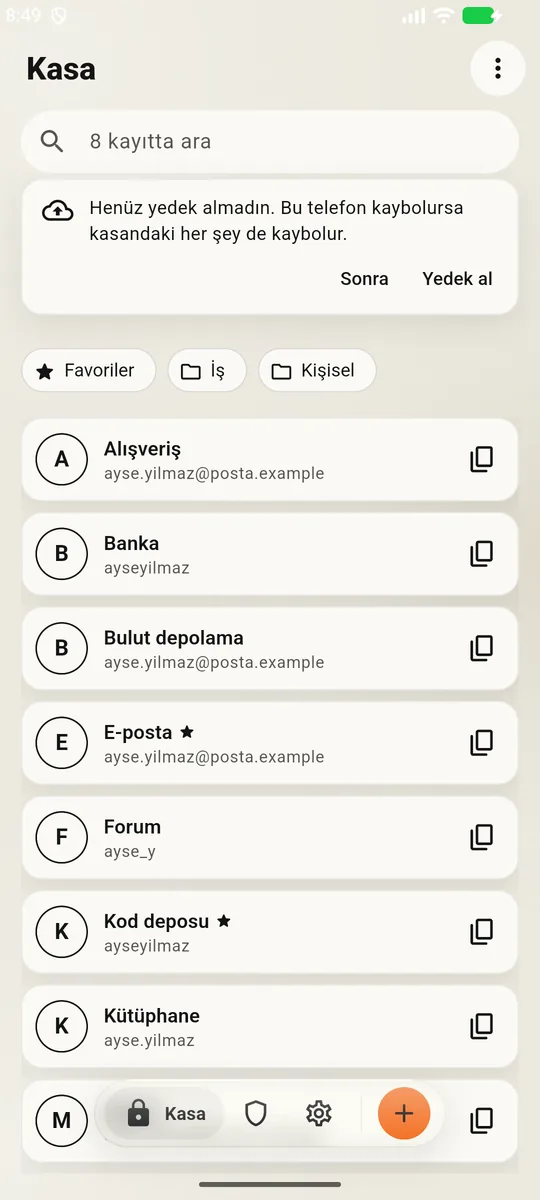 8:49
Kasa
8 kayıtta ara
Henüz yedek almadın. Bu telefon kaybolursa
kasandaki her şey de kaybolur.
Sonra Yedek al
Favoriler İş Kişisel
A
Alışveriş
ayse.yilmaz@posta.example
B
Banka
ayseyilmaz
B
Bulut depolama
ayse.yilmaz@posta.example
E
E-posta
ayse.yilmaz@posta.example
F
Forum
ayse_y
K
Kod deposu
ayseyilmaz
K
Kütüphane
ayse.yilmaz
M
Kasa